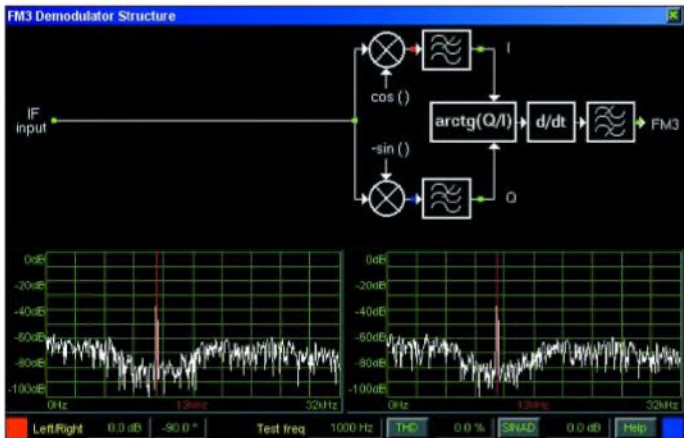 FM3 Demodulator Structure
I
cos ()
IF
input
arctg(Q/I)
d/dt
FM3
-sin ()
Q
0dB
-20dB
-40dB
-60dB
-80dB
-100dB
0Hz
12kHz
32kHz
0dB
-20dB
-40dB
-60dB
-80dB
-100dB
0Hz
12kHz
32kHz
Left/Right 0.0 dB -90.0 ° Test freq 1000 Hz THD 0.0 % SINAD 0.0 dB Help